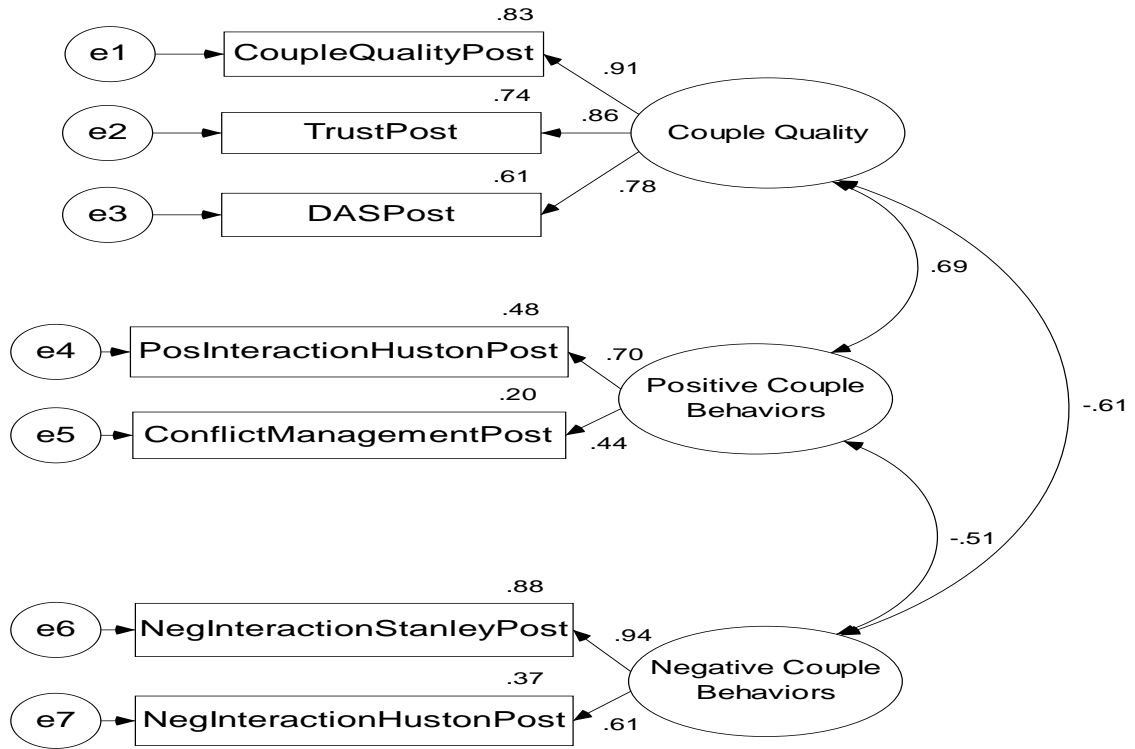 .83
e1
CoupleQualityPost
.91
.74
e2
TrustPost
.86
Couple Quality
.61
e3
DASPost
.78
.69
.48
e4
PosInteractionHustonPost
.70
Positive Couple
Behaviors
.20
e5
ConflictManagementPost
.44
-.61
-.51
.88
e6
NegInteractionStanleyPost
.94
Negative Couple
Behaviors
.37
e7
NegInteractionHustonPost
.61